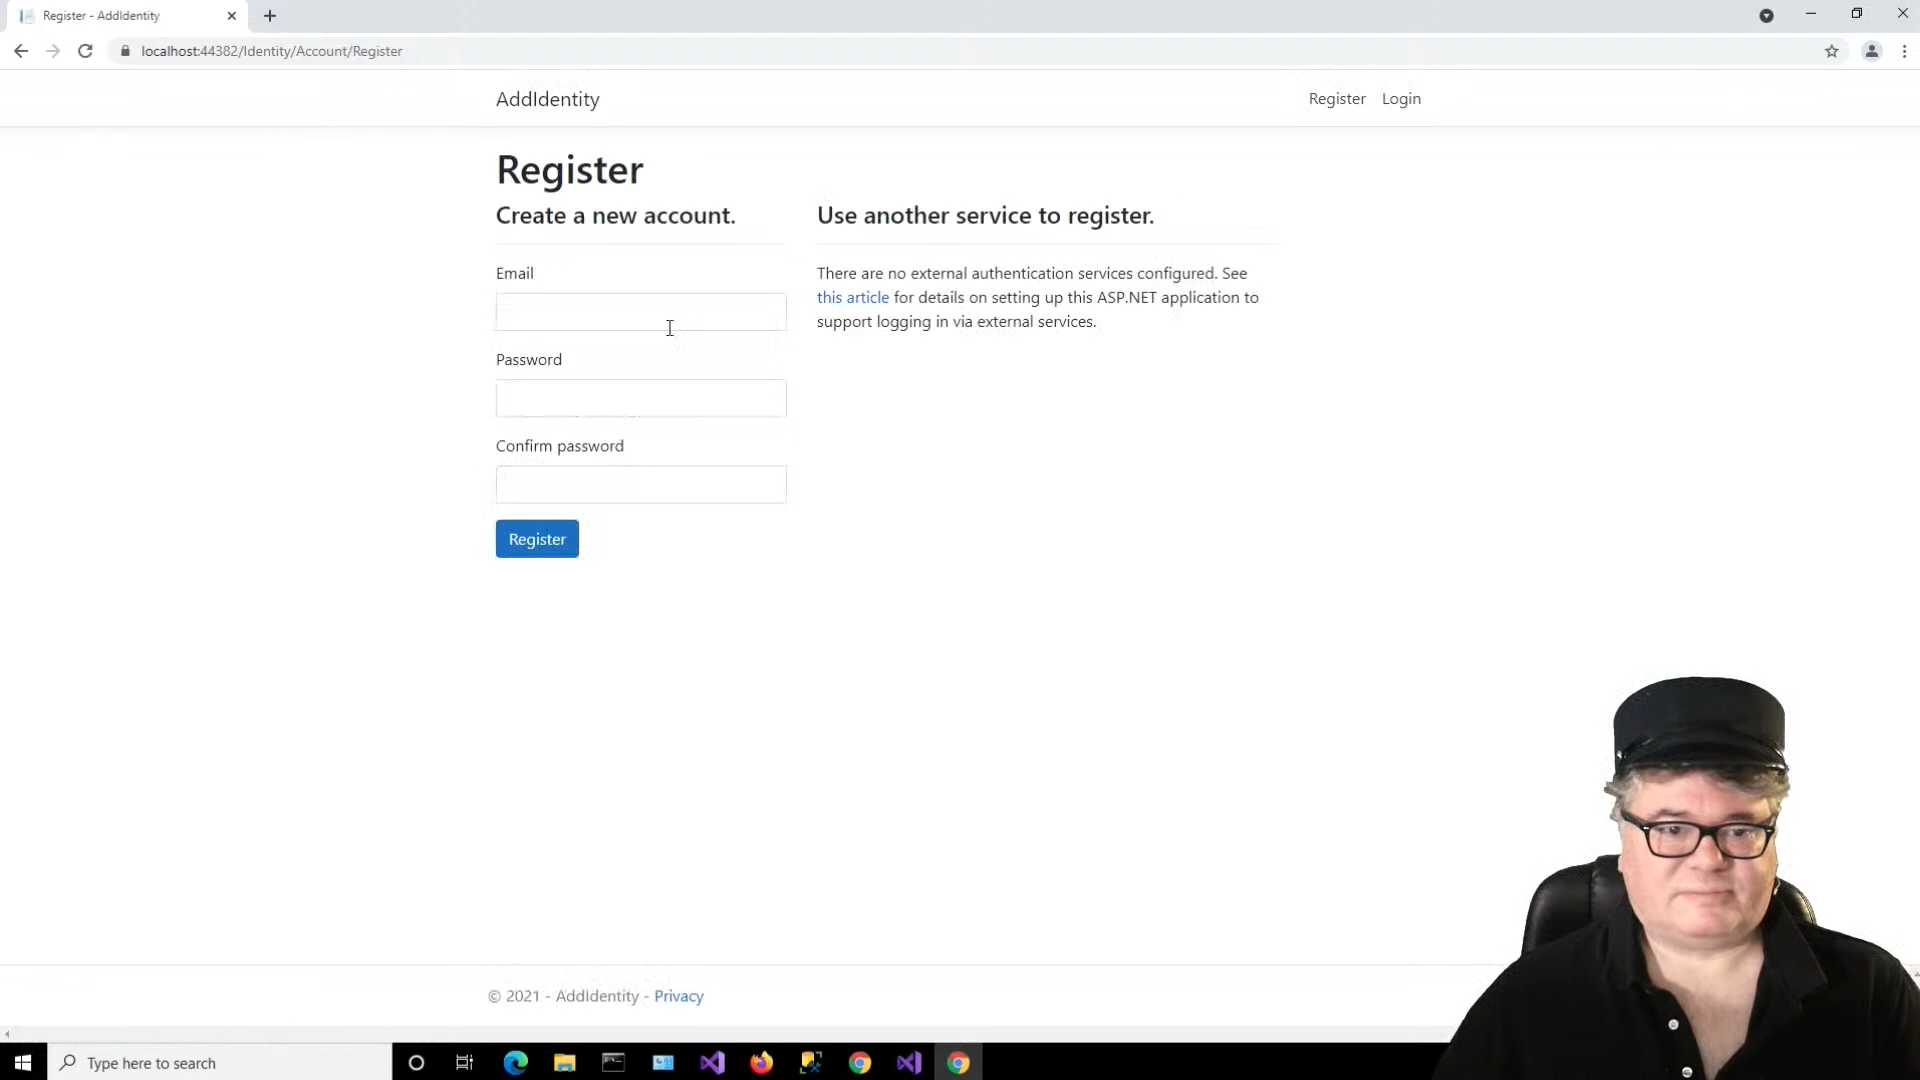 Register - AddIdentity
localhost:44382/Identity/Account/Register
AddIdentity
Register Login
Register
Create a new account.
Email
Password
Confirm password
Register
Use another service to register.
There are no external authentication services configured. See
this article for details on setting up this ASP.NET application to
support logging in via external services.
© 2021 - AddIdentity - Privacy
Type here to search